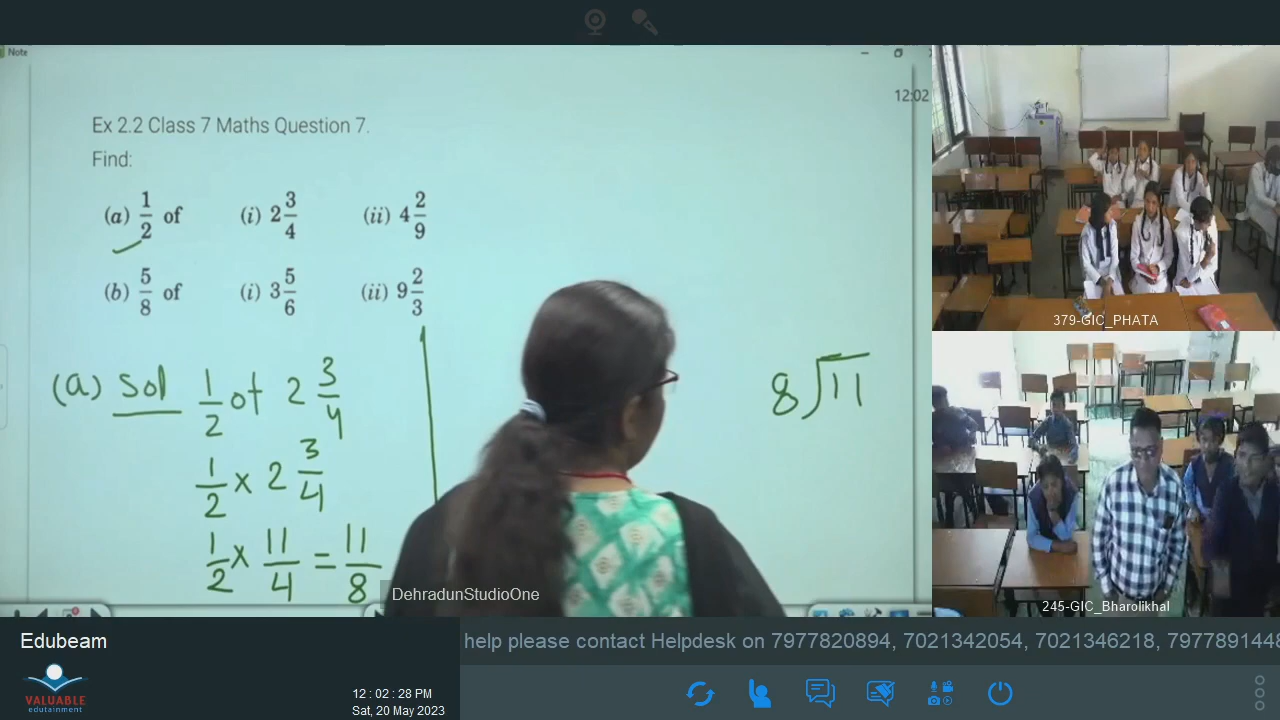 Note
12:02
Ex 2.2 Class 7 Maths Question 7.
Find:
(a) 1/2 of (i) 2 3/4 (ii) 4 2/9
(b) 5/8 of (i) 3 5/6 (ii) 9 2/3
(a) Sol 1/2 of 2 3/4
1/2 × 2 3/4
1/2 × 11/4 = 11/8
8)11
379-GIC_PHATA
245-GIC_Bharolikhal
DehradunStudioOne
Edubeam
help please contact Helpdesk on 7977820894, 7021342054, 7021346218, 7977891448
VALUABLE
edutainment
12 : 02 : 28 PM
Sat, 20 May 2023